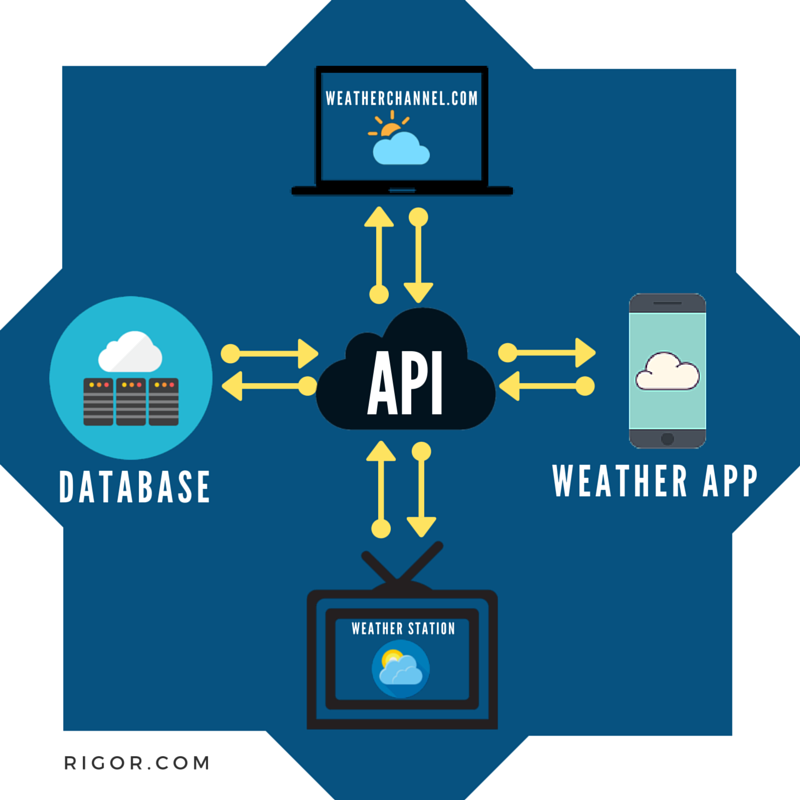 WEATHERCHANNEL.COM
API
DATABASE
WEATHER APP
WEATHER STATION
RIGOR.COM